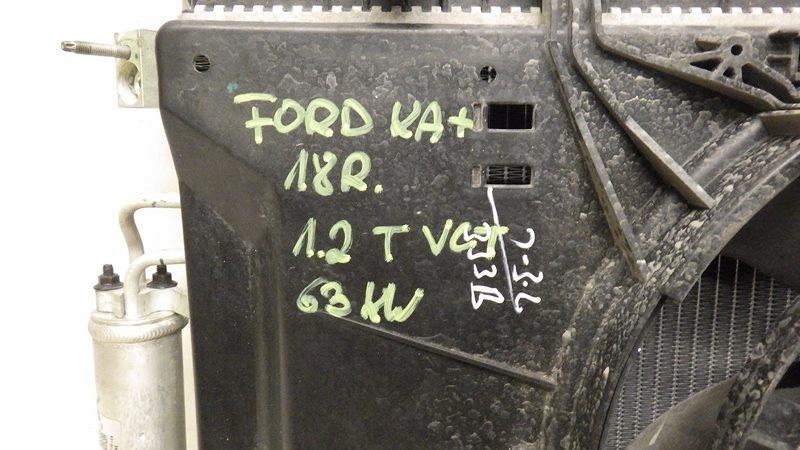 FORD KA+
18R.
1.2 T VCT
63 KW